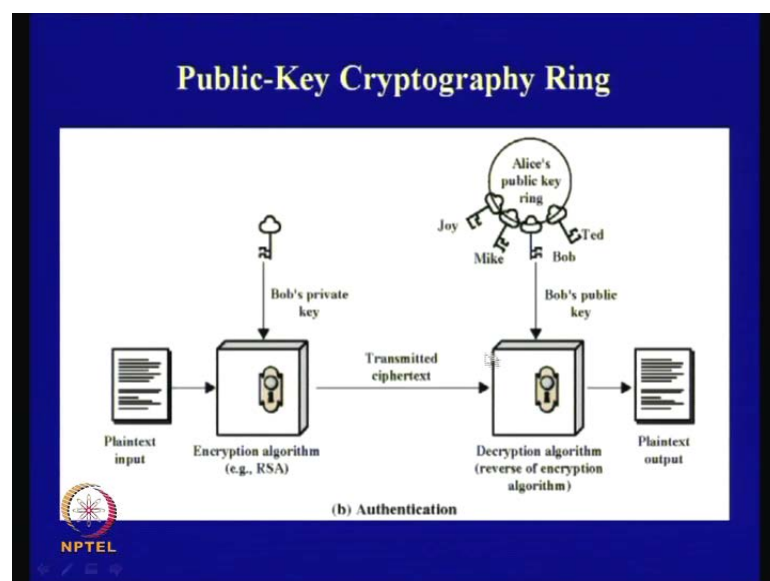 Public-Key Cryptography Ring
Alice's
public key
ring
Joy
Ted
Mike
Bob
Bob's private
key
Bob's public
key
Transmitted
ciphertext
Plaintext
input
Encryption algorithm
(e.g., RSA)
Decryption algorithm
(reverse of encryption
algorithm)
Plaintext
output
(b) Authentication
NPTEL